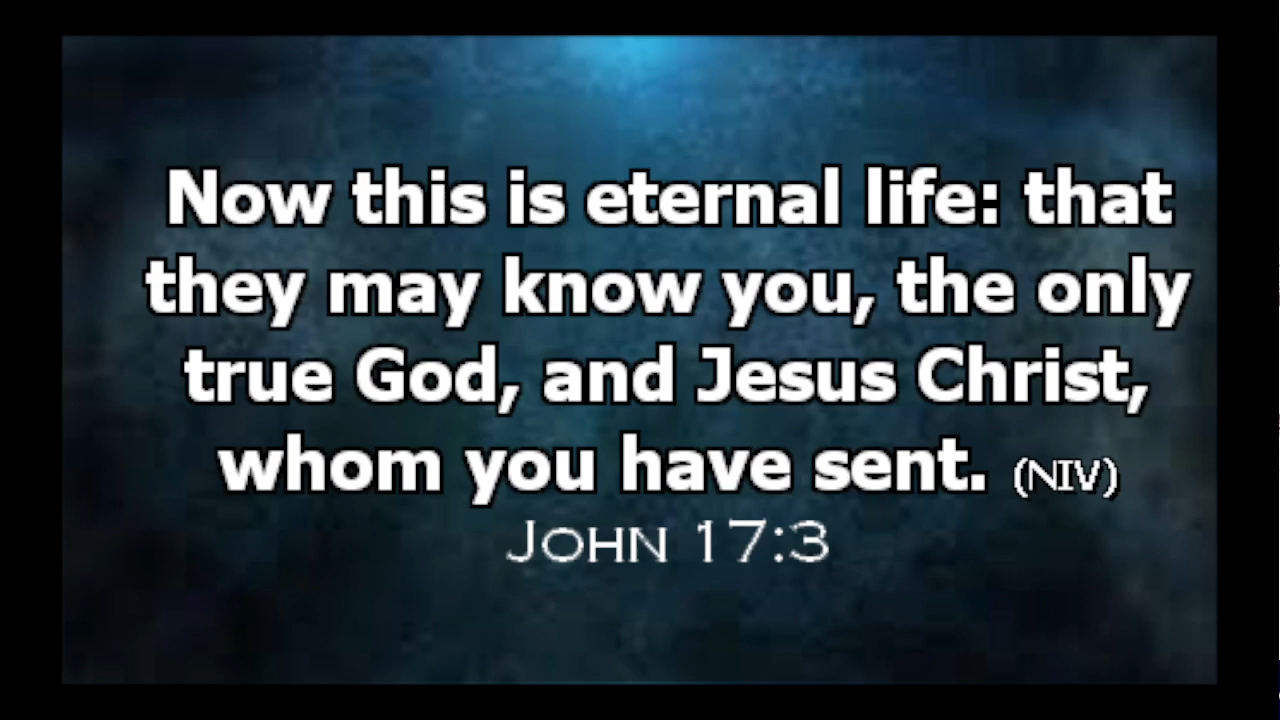 Now this is eternal life: that
they may know you, the only
true God, and Jesus Christ,
whom you have sent. (NIV)
John 17:3